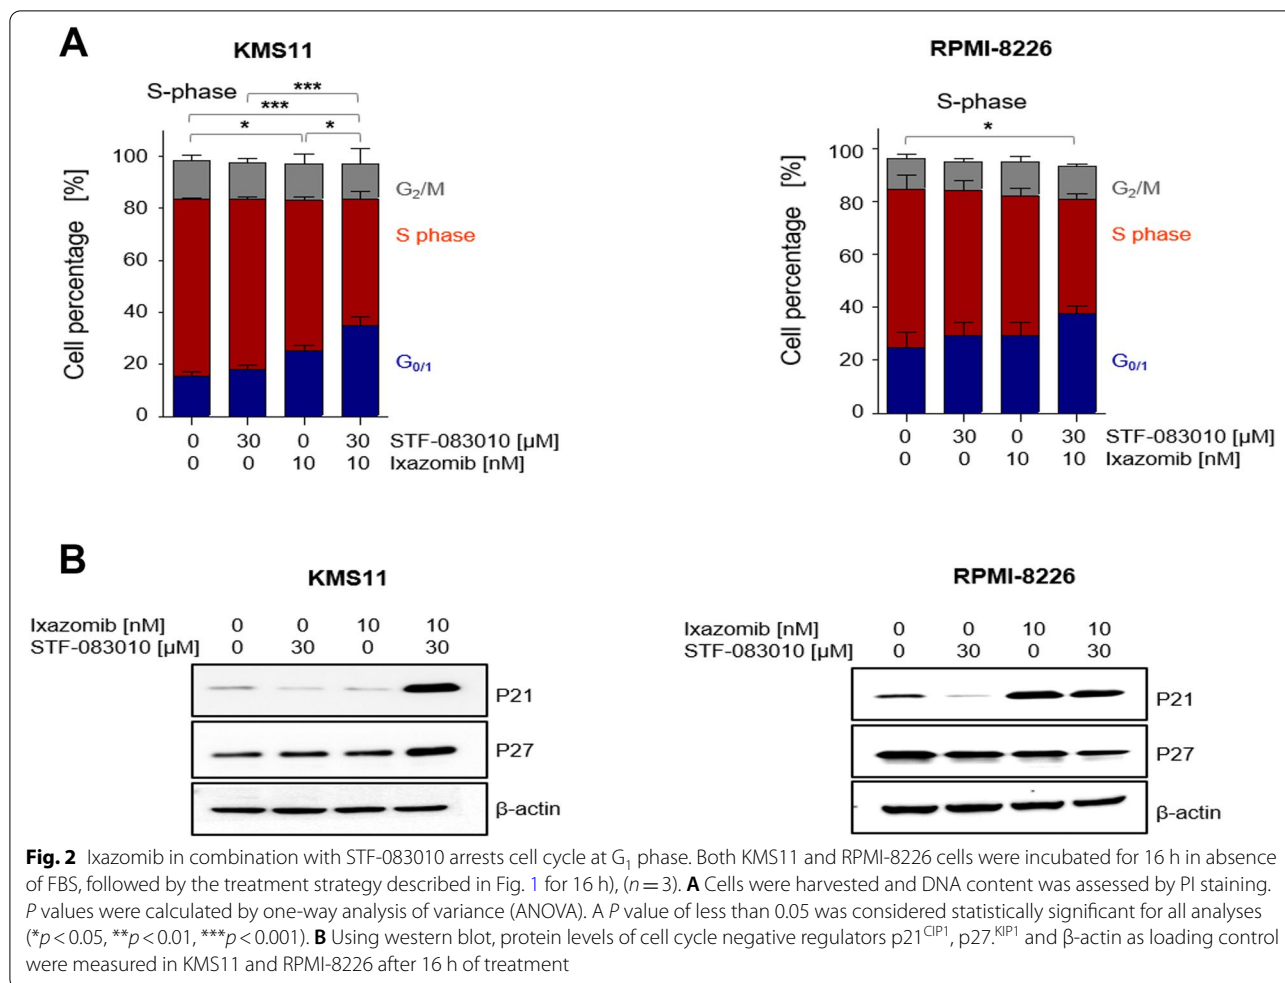 A
KMS11
S-phase
***
***
*
*
Cell percentage [%]
100
80
60
40
20
0
G2/M
S phase
G0/1
0 30 0 30 STF-083010 [µM]
0 0 10 10 Ixazomib [nM]
RPMI-8226
S-phase
*
Cell percentage [%]
100
80
60
40
20
0
G2/M
S phase
G0/1
0 30 0 30 STF-083010 [µM]
0 0 10 10 Ixazomib [nM]
B
KMS11
Ixazomib [nM] 0 0 10 10
STF-083010 [µM] 0 30 0 30
P21
P27
β-actin
RPMI-8226
Ixazomib [nM] 0 0 10 10
STF-083010 [µM] 0 30 0 30
P21
P27
β-actin
Fig. 2 Ixazomib in combination with STF-083010 arrests cell cycle at G1 phase. Both KMS11 and RPMI-8226 cells were incubated for 16 h in absence
of FBS, followed by the treatment strategy described in Fig. 1 for 16 h), (n = 3). A Cells were harvested and DNA content was assessed by PI staining.
P values were calculated by one-way analysis of variance (ANOVA). A P value of less than 0.05 was considered statistically significant for all analyses
(*p < 0.05, **p < 0.01, ***p < 0.001). B Using western blot, protein levels of cell cycle negative regulators p21CIP1, p27.KIP1 and β-actin as loading control
were measured in KMS11 and RPMI-8226 after 16 h of treatment